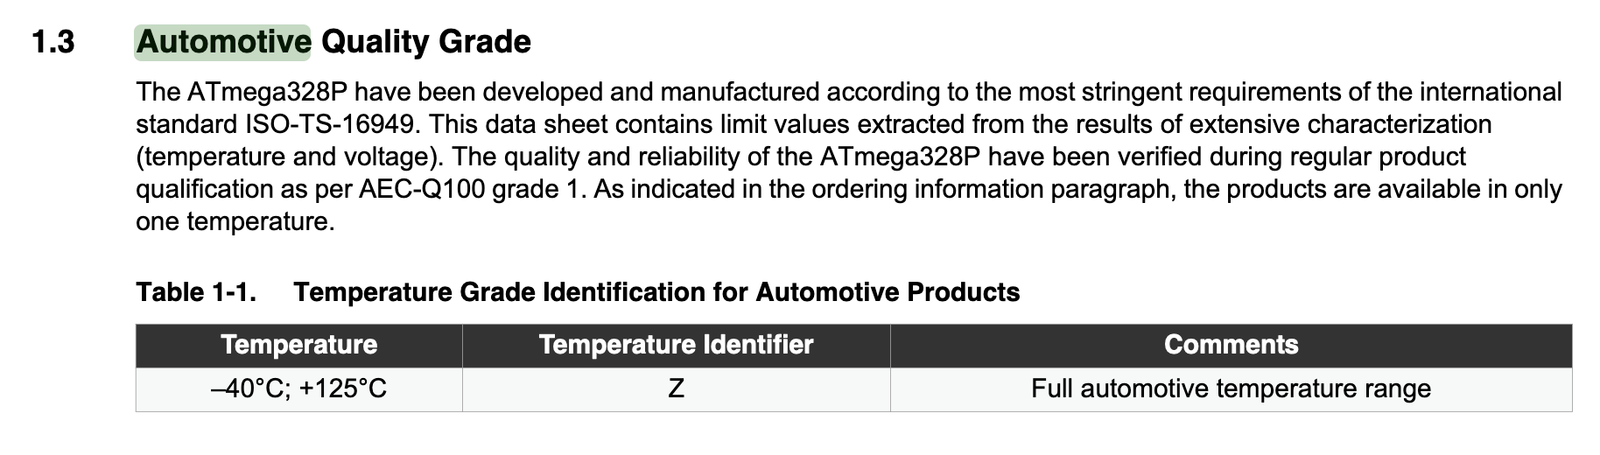 1.3 Automotive Quality Grade
The ATmega328P have been developed and manufactured according to the most stringent requirements of the international
standard ISO-TS-16949. This data sheet contains limit values extracted from the results of extensive characterization
(temperature and voltage). The quality and reliability of the ATmega328P have been verified during regular product
qualification as per AEC-Q100 grade 1. As indicated in the ordering information paragraph, the products are available in only
one temperature.
Table 1-1. Temperature Grade Identification for Automotive Products
Temperature Temperature Identifier Comments
–40°C; +125°C Z Full automotive temperature range